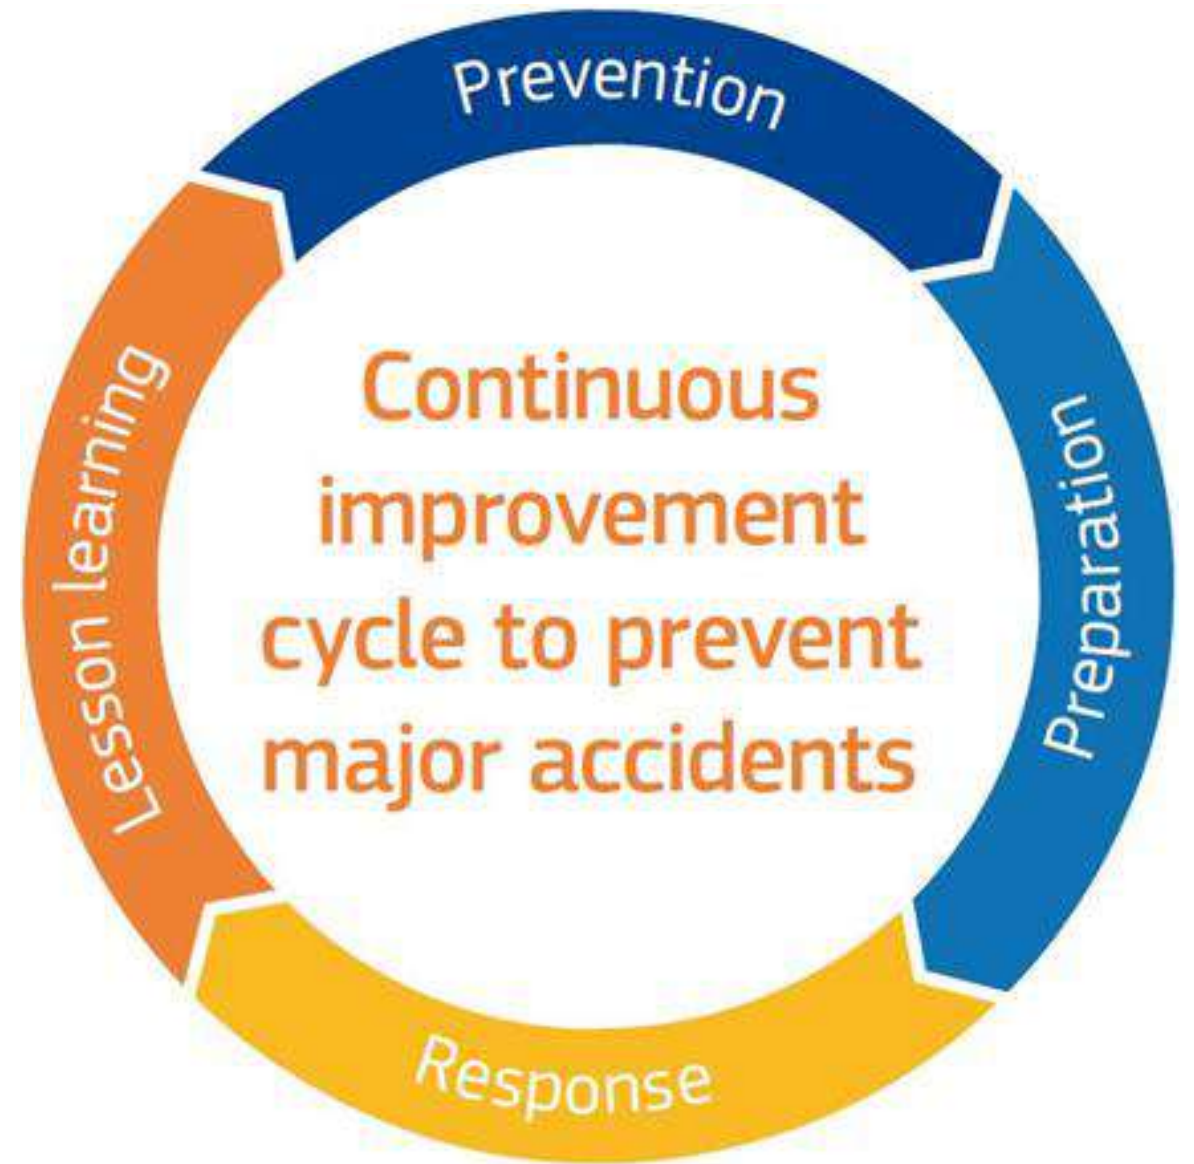 Prevention
Preparation
Response
Lesson learning
Continuous
improvement
cycle to prevent
major accidents